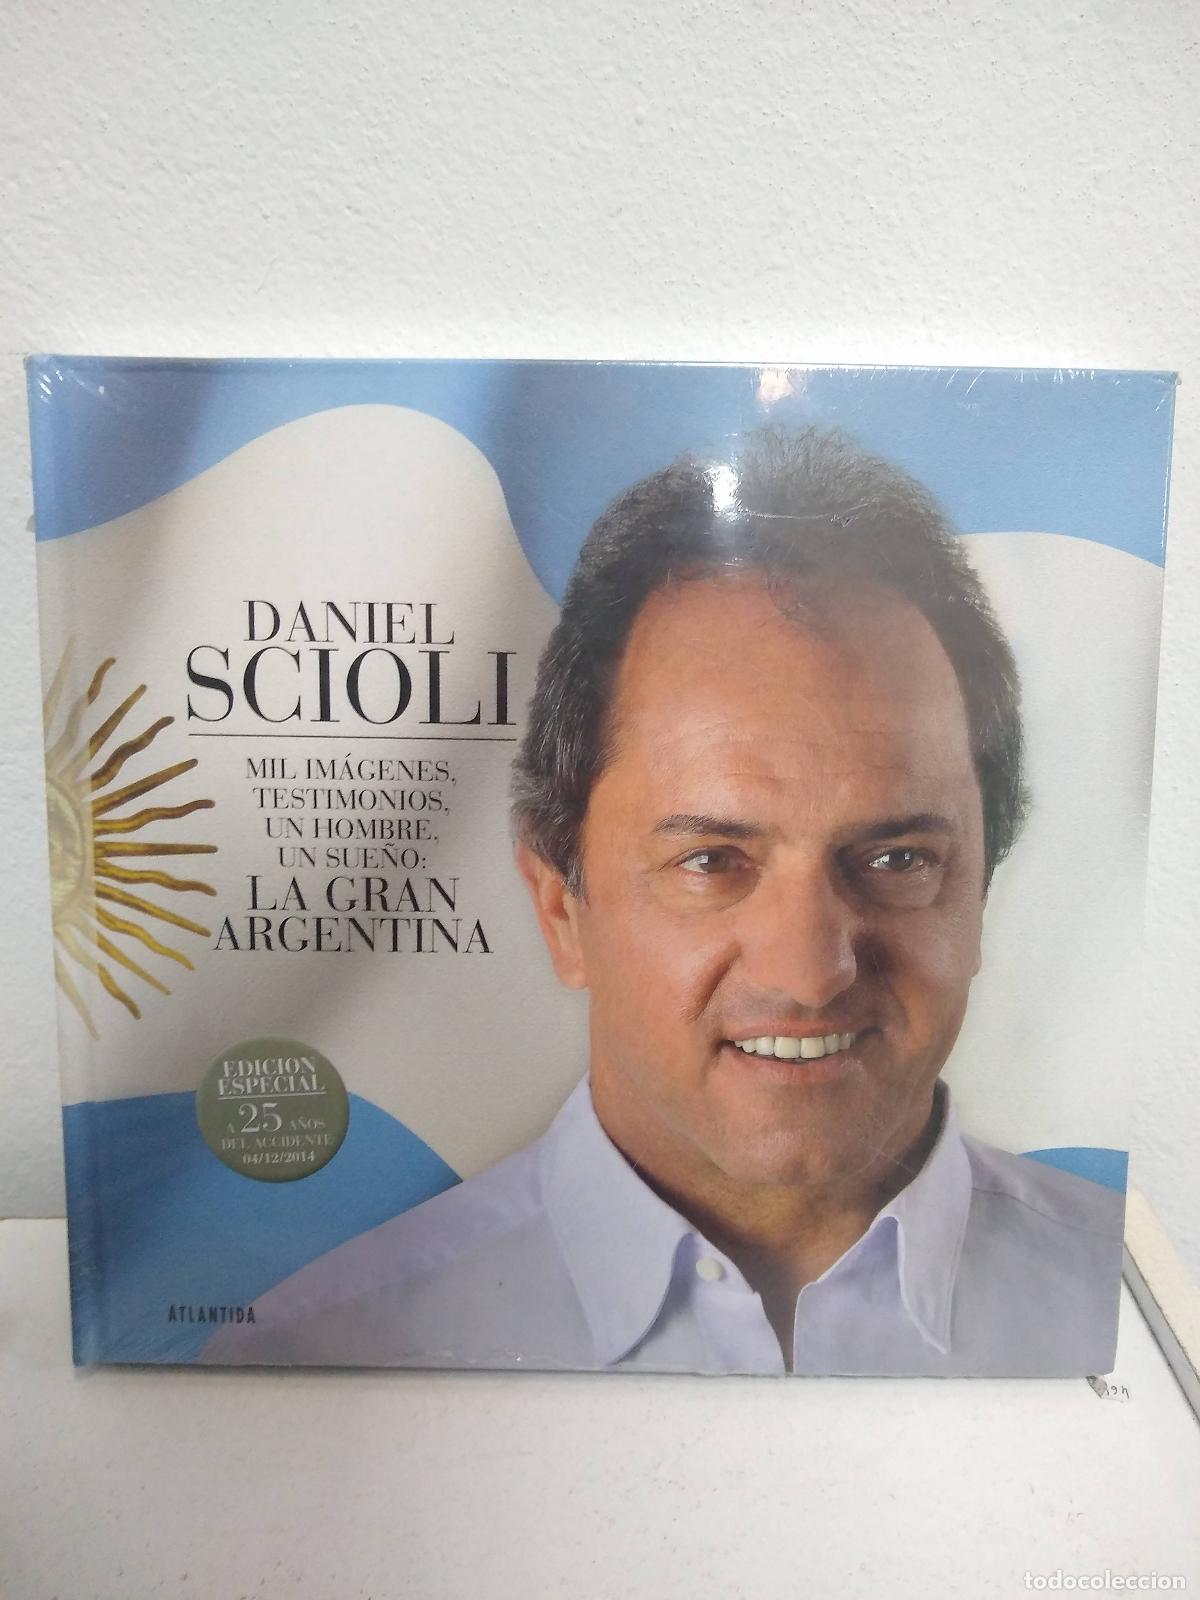 DANIEL
SCIOLI
MIL IMÁGENES,
TESTIMONIOS,
UN HOMBRE,
UN SUEÑO:
LA GRAN
ARGENTINA
EDICION
ESPECIAL
A 25 AÑOS
DEL ACCIDENTE
04/12/2014
ATLANTIDA
todocoleccion